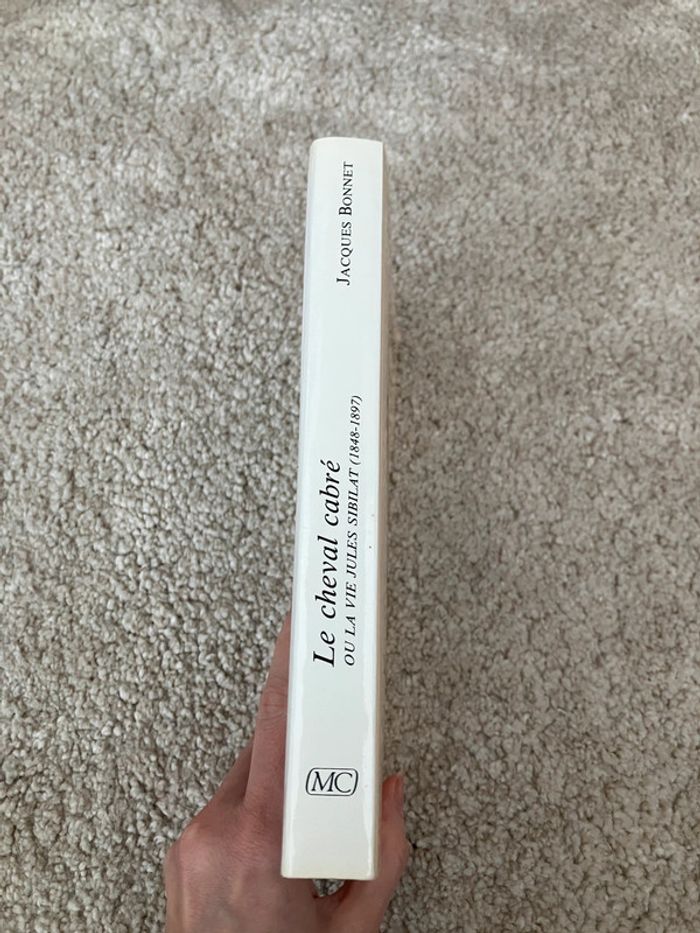 JACQUES BONNET
Le cheval cabré
OU LA VIE JULES SIBILAT (1848-1897)
MC